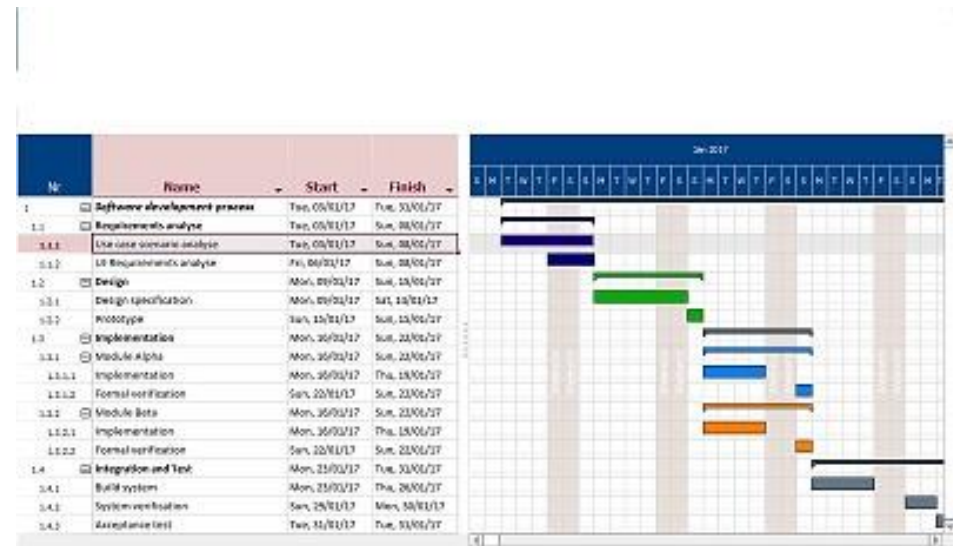 Jan 2017
S M T W T F S S M T W T F S S M T W T F S S M T W T F S S M T
Nr Name Start Finish
1 Software development process Tue, 03/01/17 Tue, 31/01/17
1.1 Requirements analyse Tue, 03/01/17 Sun, 08/01/17
1.1.1 Use case scenario analyse Tue, 03/01/17 Sun, 08/01/17
1.1.2 UI Requirements analyse Fri, 06/01/17 Sun, 08/01/17
1.2 Design Mon, 09/01/17 Sun, 15/01/17
1.2.1 Design specification Mon, 09/01/17 Sat, 14/01/17
1.2.2 Prototype Sun, 15/01/17 Sun, 15/01/17
1.3 Implementation Mon, 16/01/17 Sun, 22/01/17
1.3.1 Module Alpha Mon, 16/01/17 Sun, 22/01/17
1.3.1.1 Implementation Mon, 16/01/17 Thu, 19/01/17
1.3.1.2 Formal verification Sun, 22/01/17 Sun, 22/01/17
1.3.2 Module Beta Mon, 16/01/17 Sun, 22/01/17
1.3.2.1 Implementation Mon, 16/01/17 Thu, 19/01/17
1.3.2.2 Formal verification Sun, 22/01/17 Sun, 22/01/17
1.4 Integration and Test Mon, 23/01/17 Tue, 31/01/17
1.4.1 Build system Mon, 23/01/17 Thu, 26/01/17
1.4.2 System verification Sun, 29/01/17 Mon, 30/01/17
1.4.3 Acceptance test Tue, 31/01/17 Tue, 31/01/17